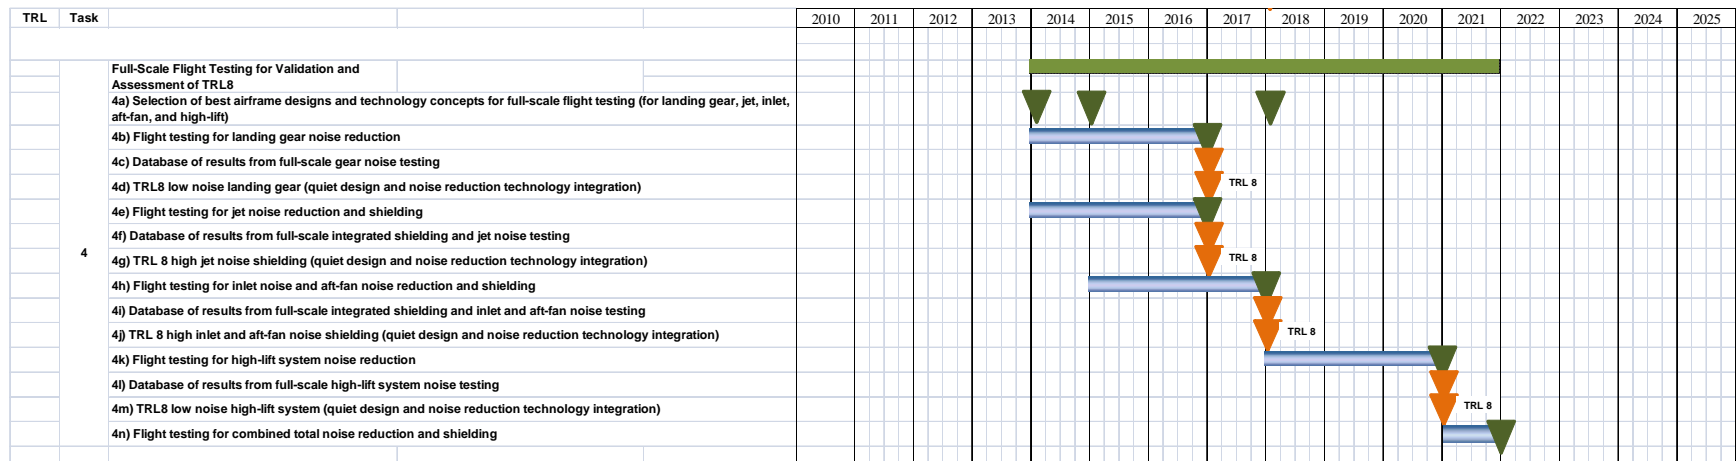 TRL Task 2010 2011 2012 2013 2014 2015 2016 2017 2018 2019 2020 2021 2022 2023 2024 2025
Full-Scale Flight Testing for Validation and
Assessment of TRL8
4a) Selection of best airframe designs and technology concepts for full-scale flight testing (for landing gear, jet, inlet,
aft-fan, and high-lift)
4b) Flight testing for landing gear noise reduction
4c) Database of results from full-scale gear noise testing
4d) TRL8 low noise landing gear (quiet design and noise reduction technology integration) TRL 8
4e) Flight testing for jet noise reduction and shielding
4f) Database of results from full-scale integrated shielding and jet noise testing
4 
4g) TRL 8 high jet noise shielding (quiet design and noise reduction technology integration) TRL 8
4h) Flight testing for inlet noise and aft-fan noise reduction and shielding
4i) Database of results from full-scale integrated shielding and inlet and aft-fan noise testing
4j) TRL 8 high inlet and aft-fan noise shielding (quiet design and noise reduction technology integration) TRL 8
4k) Flight testing for high-lift system noise reduction
4l) Database of results from full-scale high-lift system noise testing
4m) TRL8 low noise high-lift system (quiet design and noise reduction technology integration) TRL 8
4n) Flight testing for combined total noise reduction and shielding